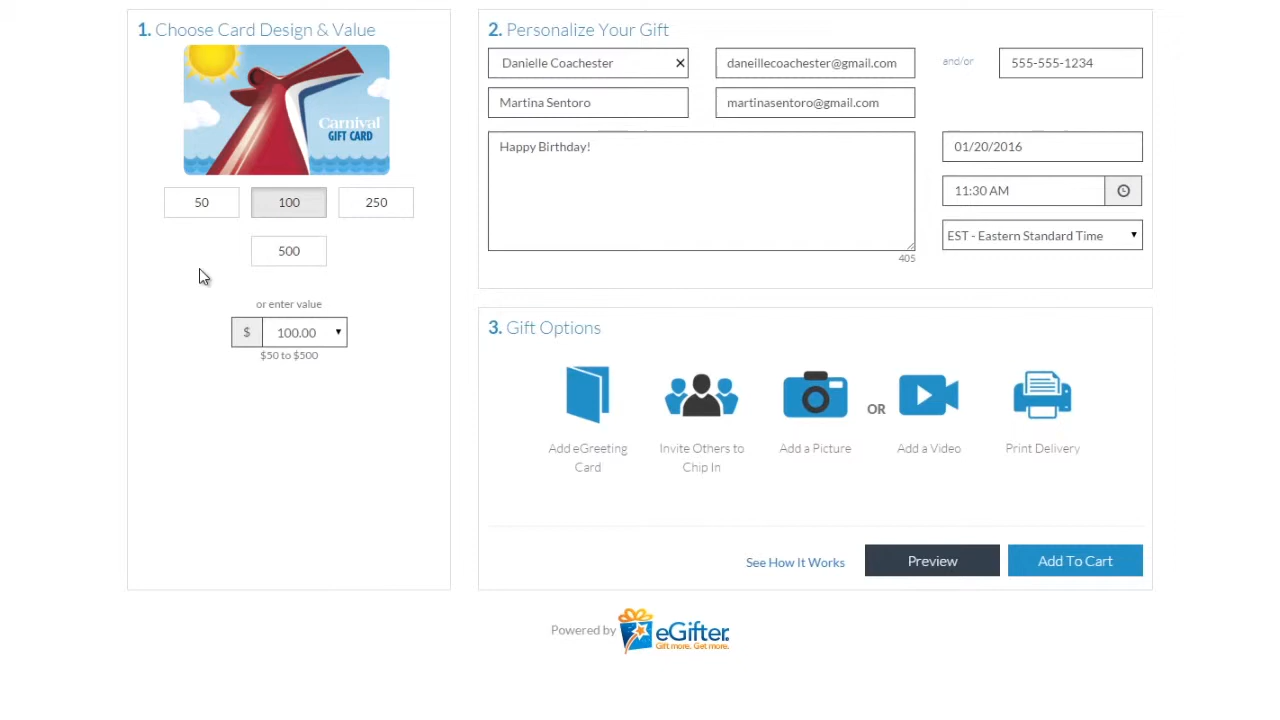 1. Choose Card Design & Value
Carnival
GIFT CARD
50
100
250
500
or enter value
$ 100.00
$50 to $500
2. Personalize Your Gift
Danielle Coachester
daneillecoachester@gmail.com
and/or
555-555-1234
Martina Sentoro
martinasentoro@gmail.com
Happy Birthday!
405
01/20/2016
11:30 AM
EST - Eastern Standard Time
3. Gift Options
Add eGreeting
Card
Invite Others to
Chip In
Add a Picture
OR
Add a Video
Print Delivery
See How It Works
Preview
Add To Cart
Powered by
eGifter.
Gift more. Get more.